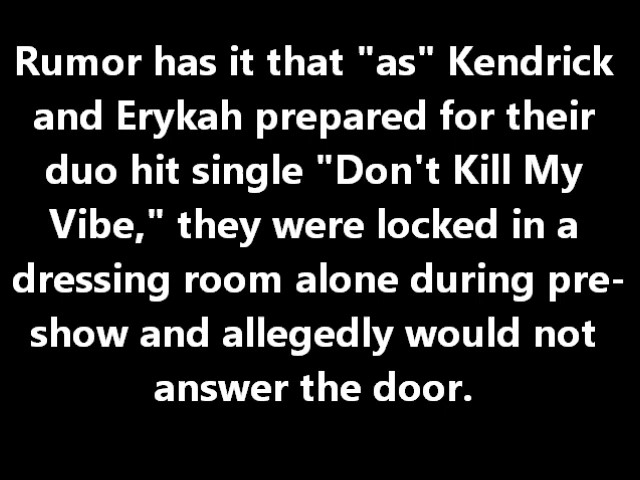 Rumor has it that "as" Kendrick
and Erykah prepared for their
duo hit single "Don't Kill My
Vibe," they were locked in a
dressing room alone during pre-
show and allegedly would not
answer the door.